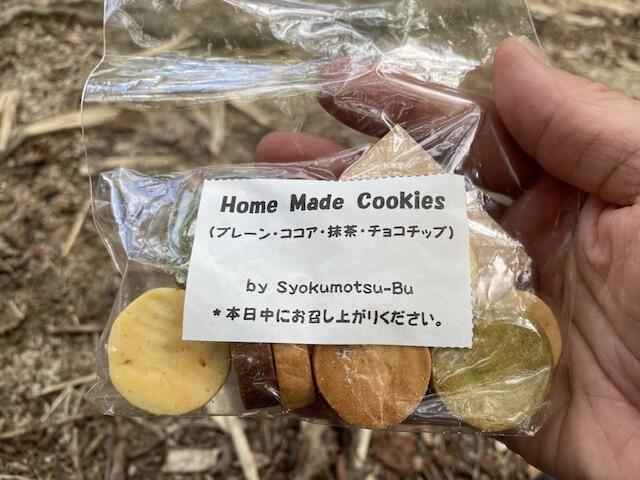 Home Made Cookies
(プレーン・ココア・抹茶・チョコチップ)
by Syokumotsu-Bu
*本日中にお召し上がりください。